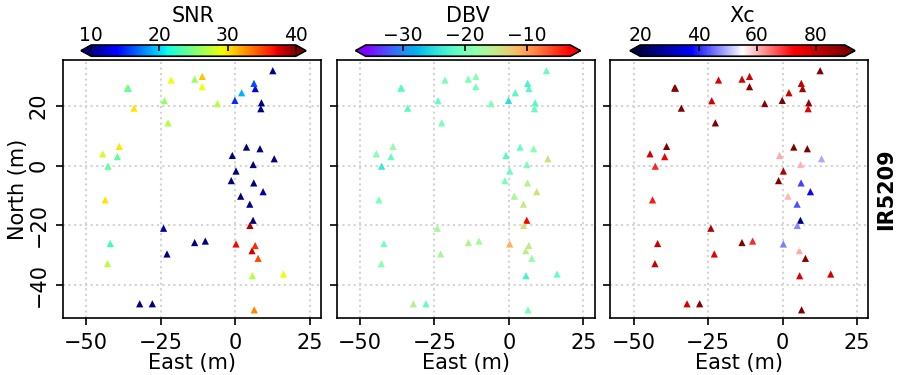 SNR DBV Xc
10 20 30 40 −30 −20 −10 20 40 60 80
North (m)
20
0
−20
−40
IR5209
−50 −25 0 25 −50 −25 0 25 −50 −25 0 25
East (m) East (m) East (m)